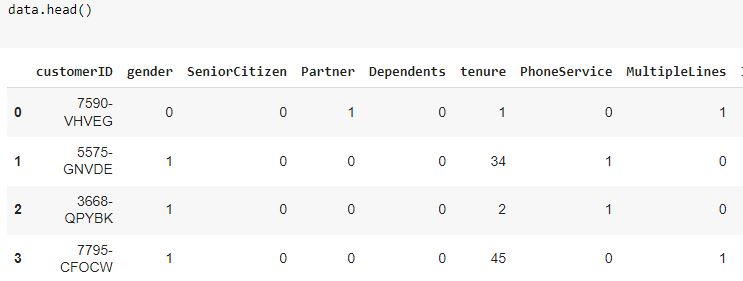 data.head()
customerID gender SeniorCitizen Partner Dependents tenure PhoneService MultipleLines
0 7590-VHVEG 0 0 1 0 1 0 1
1 5575-GNVDE 1 0 0 0 34 1 0
2 3668-QPYBK 1 0 0 0 2 1 0
3 7795-CFOCW 1 0 0 0 45 0 1